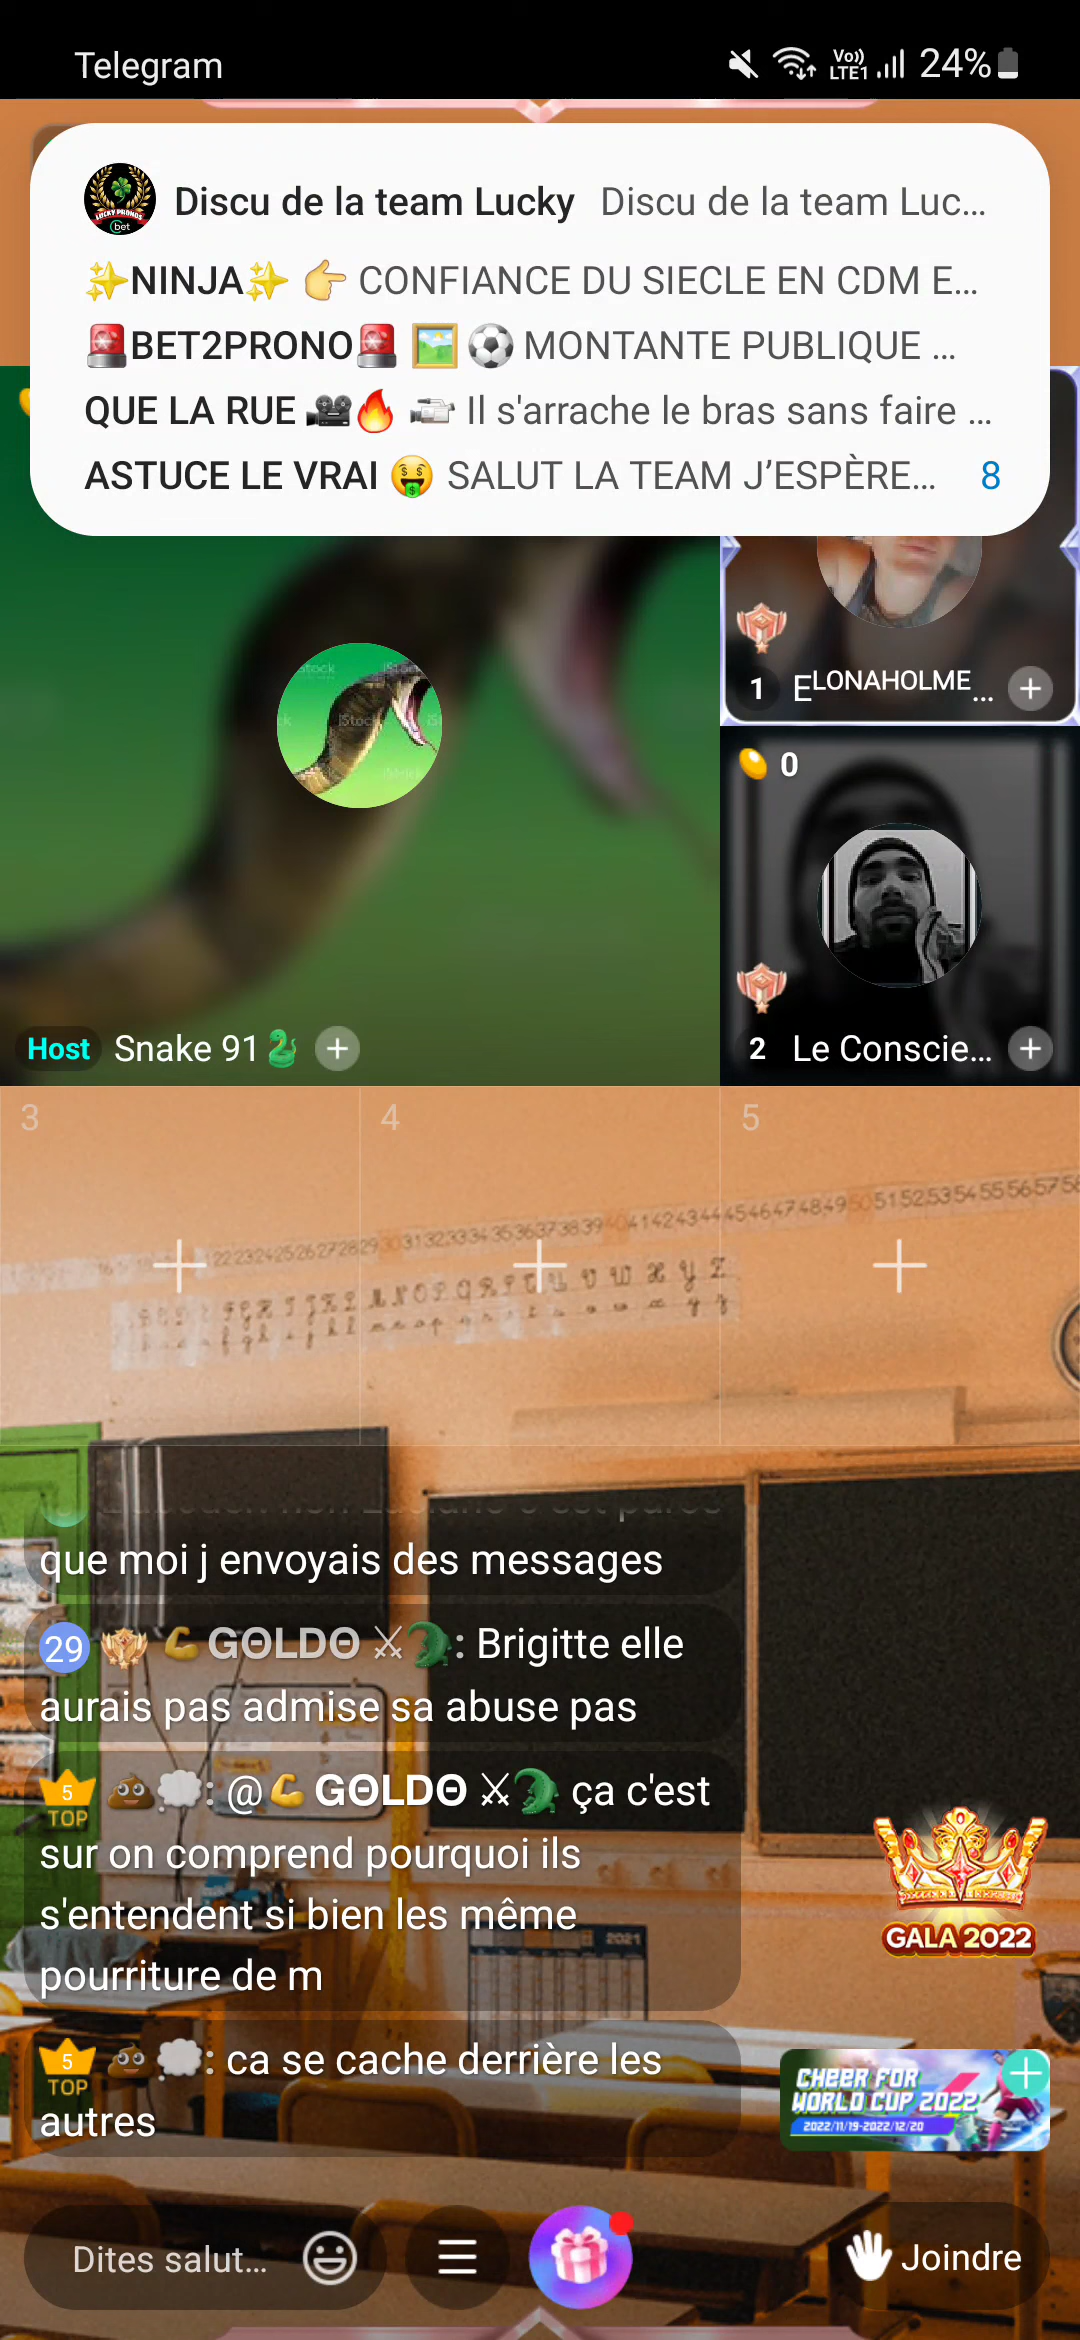 Telegram
Vo)) LTE1 24%
Discu de la team Lucky Discu de la team Luc...
✨NINJA✨ 👉 CONFIANCE DU SIECLE EN CDM E...
🚨BET2PRONO🚨 🖼️ ⚽ MONTANTE PUBLIQUE ...
QUE LA RUE 🎥🔥 📹 Il s'arrache le bras sans faire ...
ASTUCE LE VRAI 🤑 SALUT LA TEAM J’ESPÈRE... 8
1 ELONAHOLME...
0
Host Snake 91🐍
2 Le Conscie...
3 4 5
que moi j envoyais des messages
29 💪 GΘLDΘ ⚔🐊: Brigitte elle
aurais pas admise sa abuse pas
5 TOP 💩💭: @💪 GΘLDΘ ⚔🐊 ça c'est
sur on comprend pourquoi ils
s'entendent si bien les même
pourriture de m
GALA 2022
5 TOP 💩💭: ca se cache derrière les
autres
CHEER FOR
WORLD CUP 2022
2022/11/19-2022/12/20
Dites salut...
Joindre